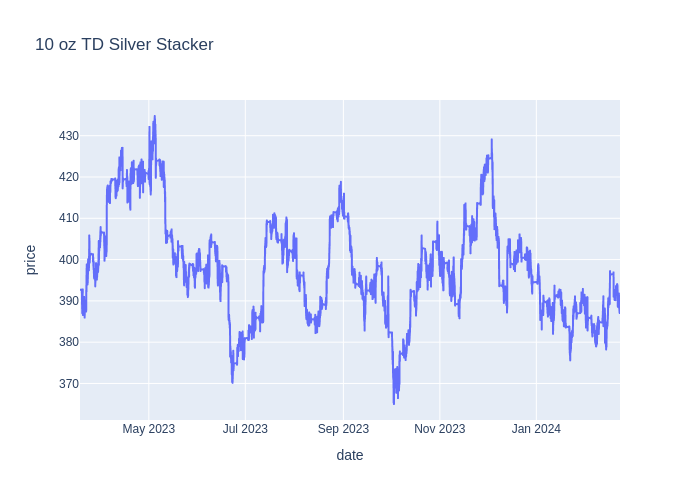 10 oz TD Silver Stacker
430
420
410
400
390
380
370
price
May 2023
Jul 2023
Sep 2023
Nov 2023
Jan 2024
date